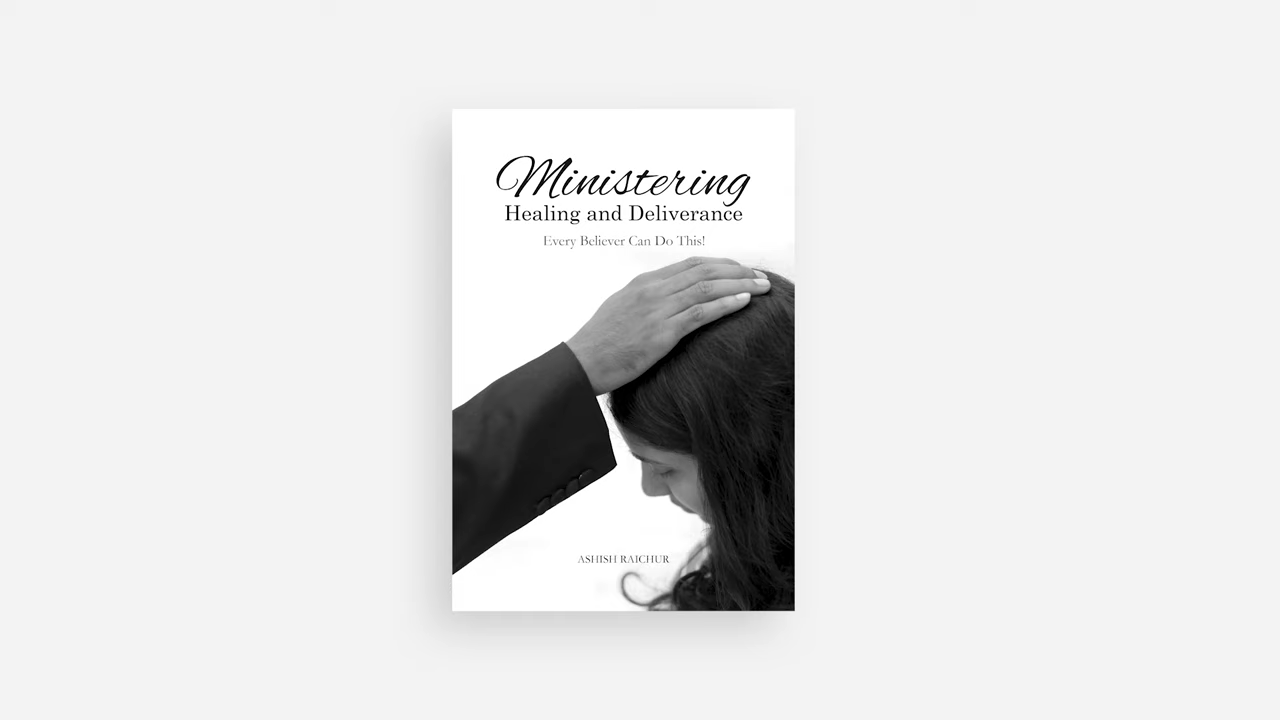 Ministering
Healing and Deliverance
Every Believer Can Do This!
ASHISH RAICHUR